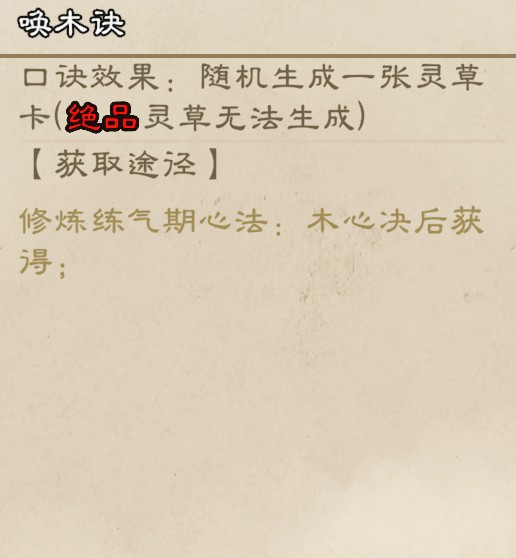 唤木诀
口诀效果：随机生成一张灵草
卡(绝品灵草无法生成)
【获取途径】
修炼练气期心法：木心决后获
得；